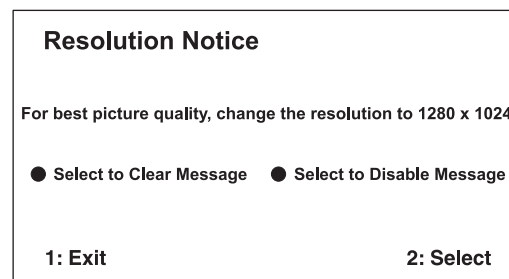 Resolution Notice
For best picture quality, change the resolution to 1280 x 1024
Select to Clear Message Select to Disable Message
1: Exit 2: Select